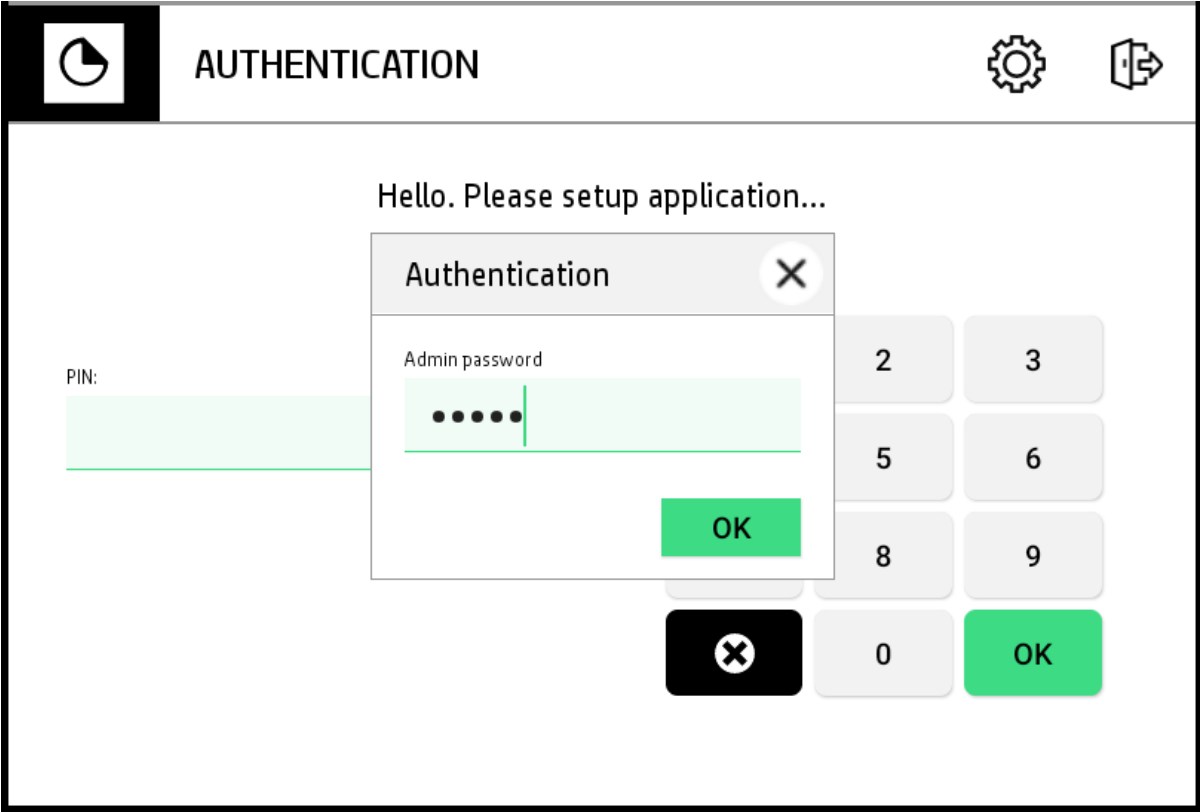 AUTHENTICATION
Hello. Please setup application...
Authentication
Admin password
•••••
OK
PIN:
2 3
5 6
8 9
0 OK